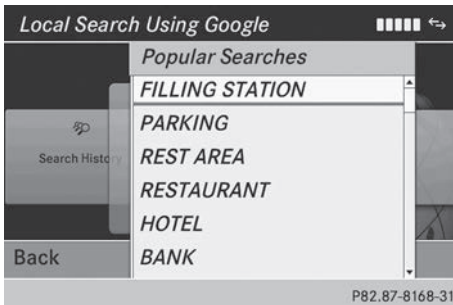 Local Search Using Google
Popular Searches
FILLING STATION
PARKING
Search History
REST AREA
RESTAURANT
HOTEL
Back
BANK
P82.87-8168-31